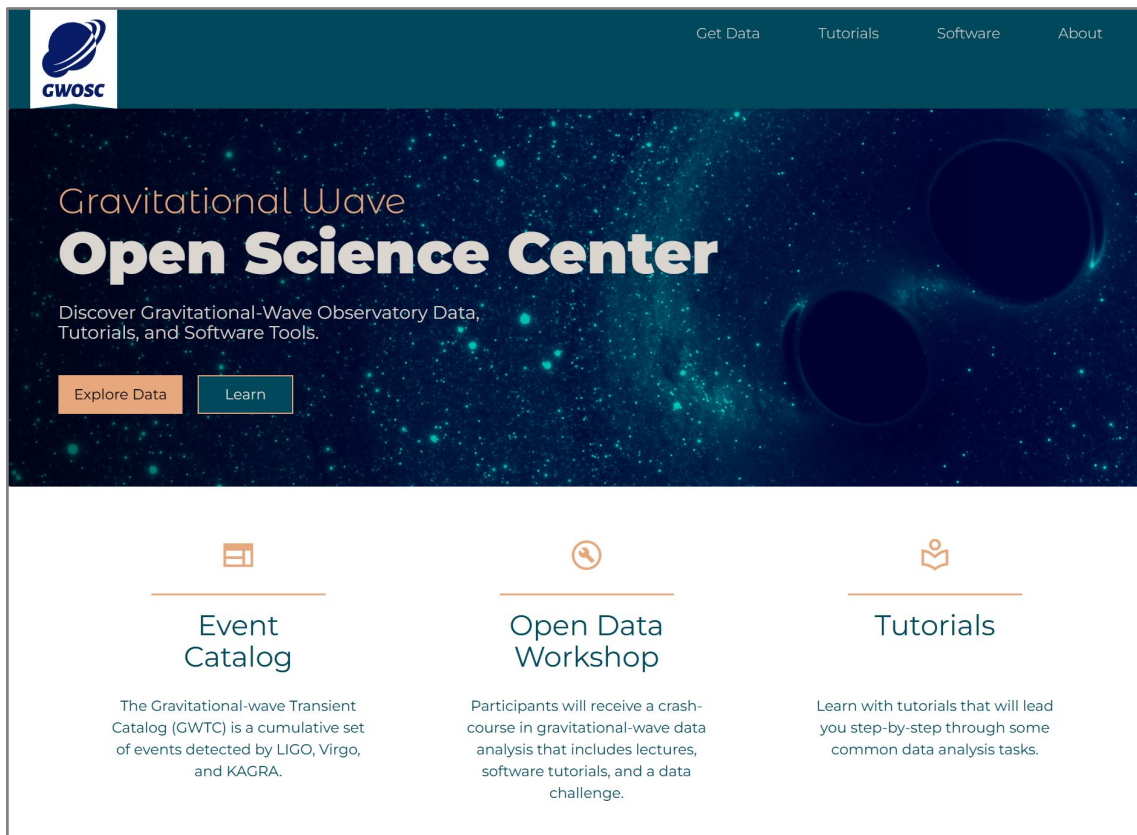 GWOSC
Get Data
Tutorials
Software
About
Gravitational Wave
Open Science Center
Discover Gravitational-Wave Observatory Data,
Tutorials, and Software Tools.
Explore Data
Learn
Event
Catalog
The Gravitational-wave Transient
Catalog (GWTC) is a cumulative set
of events detected by LIGO, Virgo,
and KAGRA.
Open Data
Workshop
Participants will receive a crash-
course in gravitational-wave data
analysis that includes lectures,
software tutorials, and a data
challenge.
Tutorials
Learn with tutorials that will lead
you step-by-step through some
common data analysis tasks.